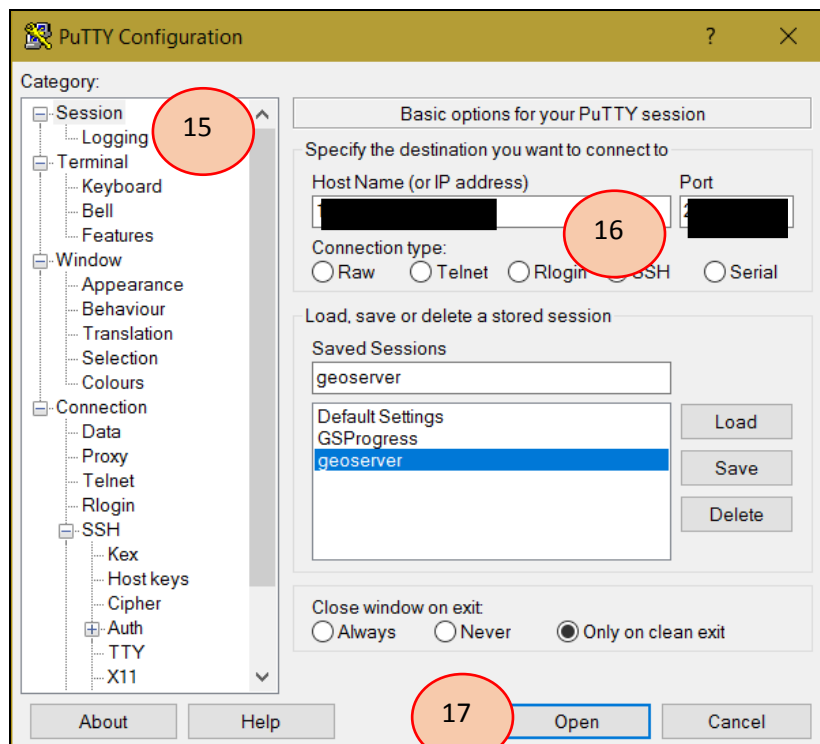 PuTTY Configuration
?
Category:
Session
Logging
Terminal
Keyboard
Bell
Features
Window
Appearance
Behaviour
Translation
Selection
Colours
Connection
Data
Proxy
Telnet
Rlogin
SSH
Kex
Host keys
Cipher
Auth
TTY
X11
15
Basic options for your PuTTY session
Specify the destination you want to connect to
Host Name (or IP address) Port
16
Connection type:
Raw Telnet Rlogin SSH Serial
Load, save or delete a stored session
Saved Sessions
geoserver
Default Settings
GSProgress
geoserver
Load
Save
Delete
Close window on exit:
Always Never Only on clean exit
About Help 17 Open Cancel